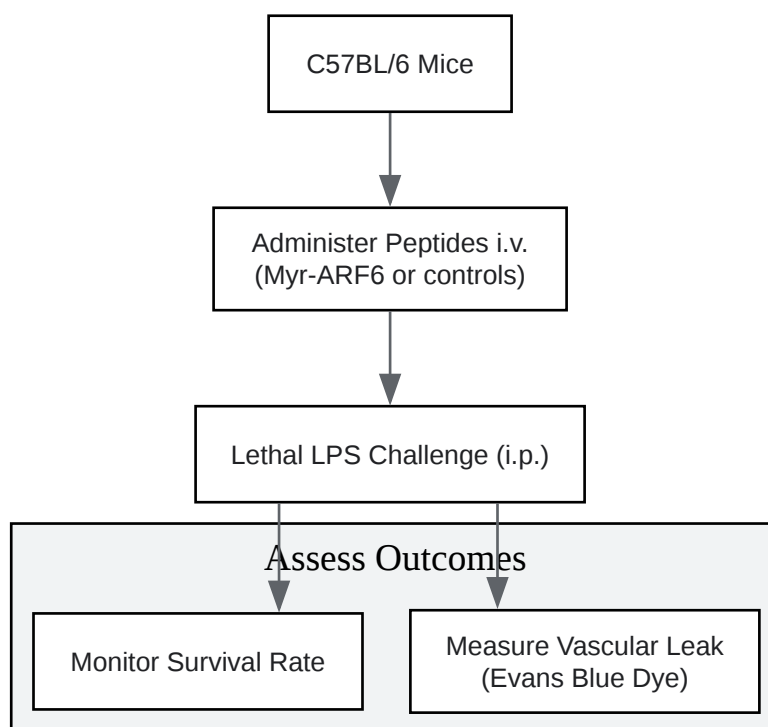 C57BL/6 Mice
Administer Peptides i.v.
(Myr-ARF6 or controls)
Lethal LPS Challenge (i.p.)
Assess Outcomes
Monitor Survival Rate
Measure Vascular Leak
(Evans Blue Dye)